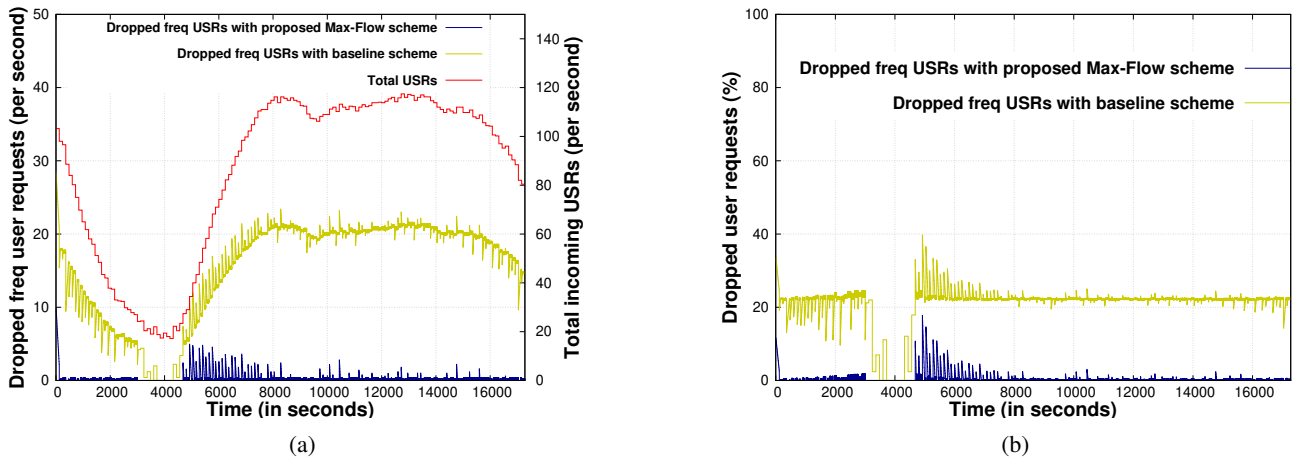 50
40
30
20
10
0
Dropped freq user requests (per second)
Dropped freq USRs with proposed Max-Flow scheme
Dropped freq USRs with baseline scheme
Total USRs
140
120
100
80
60
40
20
0
Total incoming USRs (per second)
0 2000 4000 6000 8000 10000 12000 14000 16000
Time (in seconds)
(a)
100
80
60
40
20
0
Dropped user requests (%)
Dropped freq USRs with proposed Max-Flow scheme
Dropped freq USRs with baseline scheme
0 2000 4000 6000 8000 10000 12000 14000 16000
Time (in seconds)
(b)